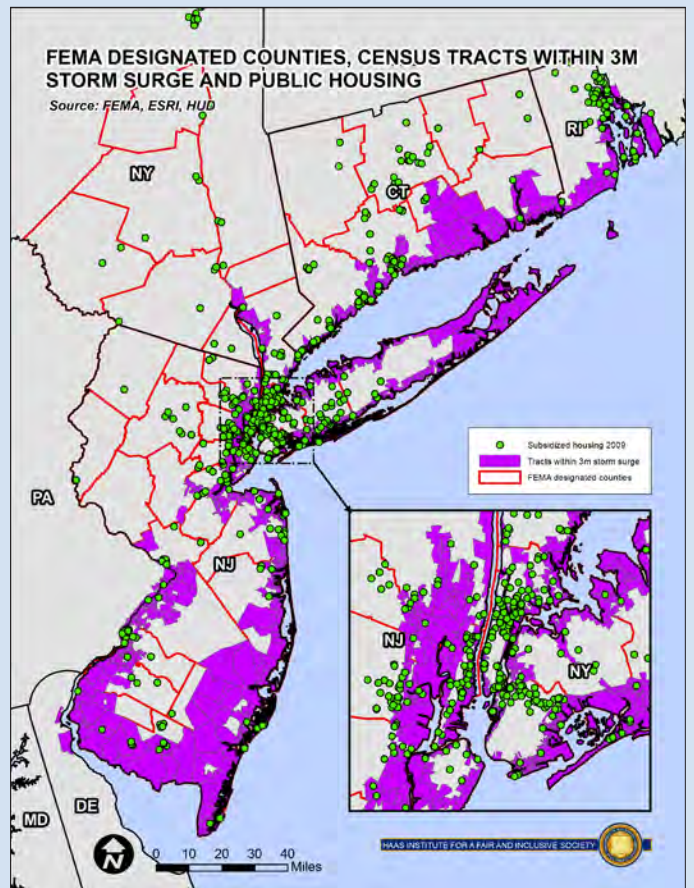 FEMA DESIGNATED COUNTIES, CENSUS TRACTS WITHIN 3M
STORM SURGE AND PUBLIC HOUSING
Source: FEMA, ESRI, HUD
NY
CT
RI
PA
NJ
MD
DE
Subsidized housing 2009
Tracts within 3m storm surge
FEMA designated counties
NJ
NY
N
0 10 20 30 40
Miles
HAAS INSTITUTE FOR A FAIR AND INCLUSIVE SOCIETY